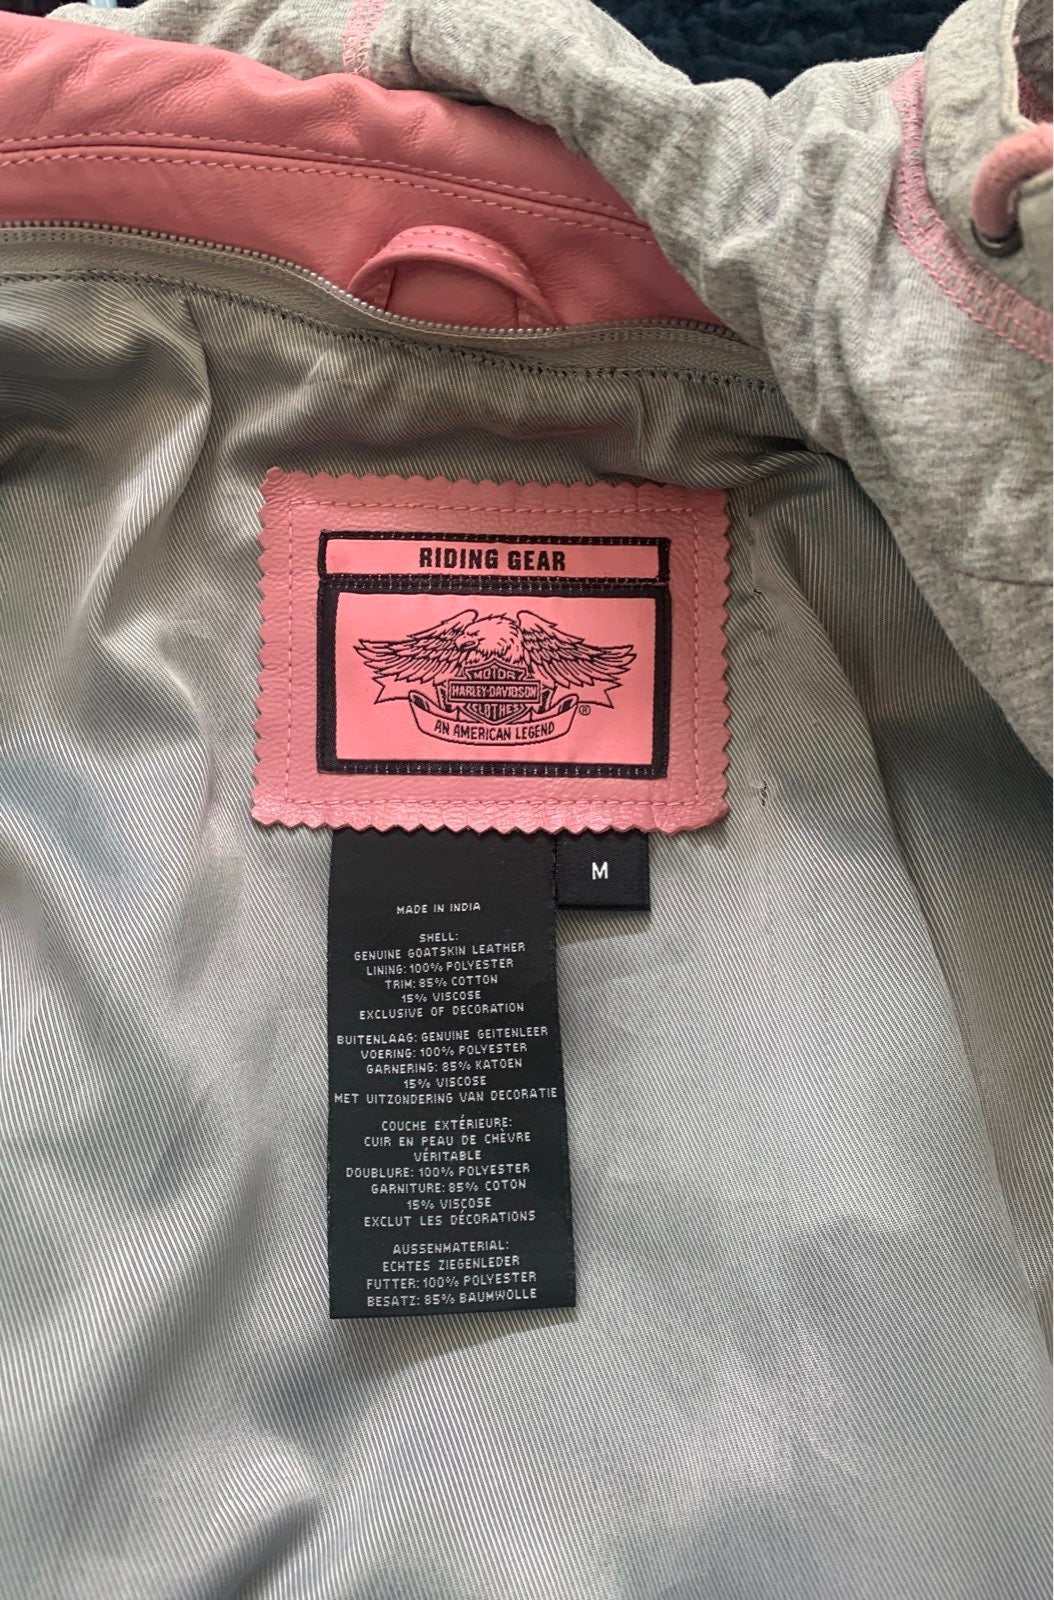 RIDING GEAR
MOTOR
HARLEY-DAVIDSON
CLOTHES
®
AN AMERICAN LEGEND
M
MADE IN INDIA
SHELL:
GENUINE GOATSKIN LEATHER
LINING: 100% POLYESTER
TRIM: 85% COTTON
15% VISCOSE
EXCLUSIVE OF DECORATION
BUITENLAAG: GENUINE GEITENLEER
VOERING: 100% POLYESTER
GARNERING: 85% KATOEN
15% VISCOSE
MET UITZONDERING VAN DECORATIE
COUCHE EXTÉRIEURE:
CUIR EN PEAU DE CHÈVRE
VÉRITABLE
DOUBLURE: 100% POLYESTER
GARNITURE: 85% COTON
15% VISCOSE
EXCLUT LES DÉCORATIONS
AUSSENMATERIAL:
ECHTES ZIEGENLEDER
FUTTER: 100% POLYESTER
BESATZ: 85% BAUMWOLLE